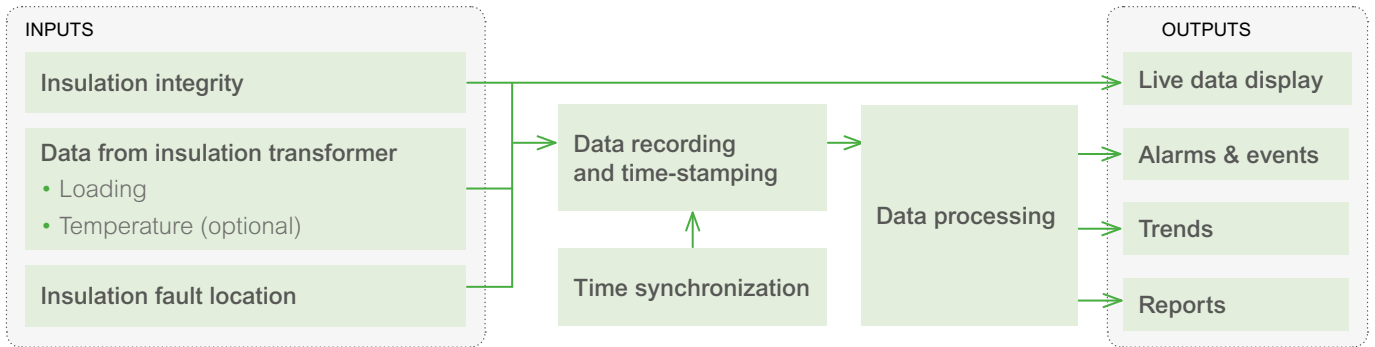 INPUTS
Insulation integrity
Data from insulation transformer
• Loading
• Temperature (optional)
Insulation fault location
Data recording
and time-stamping
Time synchronization
Data processing
OUTPUTS
Live data display
Alarms & events
Trends
Reports